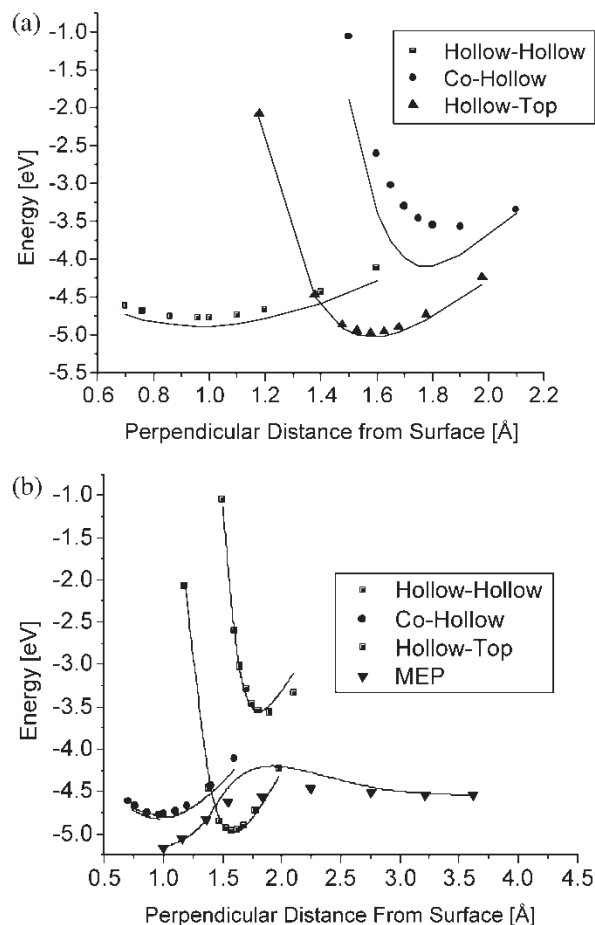 (a)
-1.0
-1.5
-2.0
-2.5
-3.0
-3.5
-4.0
-4.5
-5.0
-5.5
Energy [eV]
Hollow-Hollow
Co-Hollow
Hollow-Top
0.6 0.8 1.0 1.2 1.4 1.6 1.8 2.0 2.2
Perpendicular Distance from Surface [Å]
(b)
-1.0
-1.5
-2.0
-2.5
-3.0
-3.5
-4.0
-4.5
-5.0
Energy [eV]
Hollow-Hollow
Co-Hollow
Hollow-Top
MEP
0.5 1.0 1.5 2.0 2.5 3.0 3.5 4.0 4.5
Perpendicular Distance From Surface [Å]